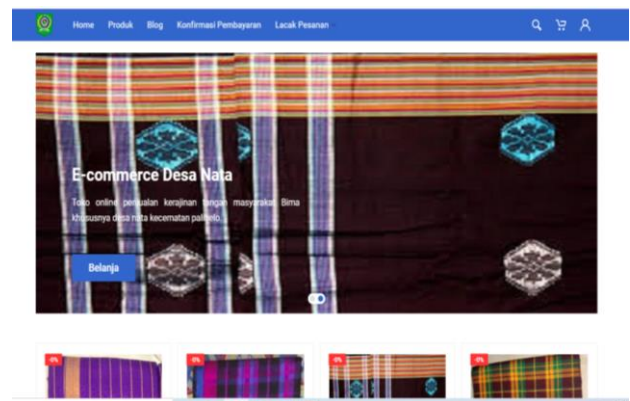 Home Produk Blog Konfirmasi Pembayaran Lacak Pesanan
E-commerce Desa Nata
Toko online penjualan kerajinan tangan masyarakat Bima
khususnya desa nata kecematan palibelo.
Belanja
-0% -0% -0% -0%